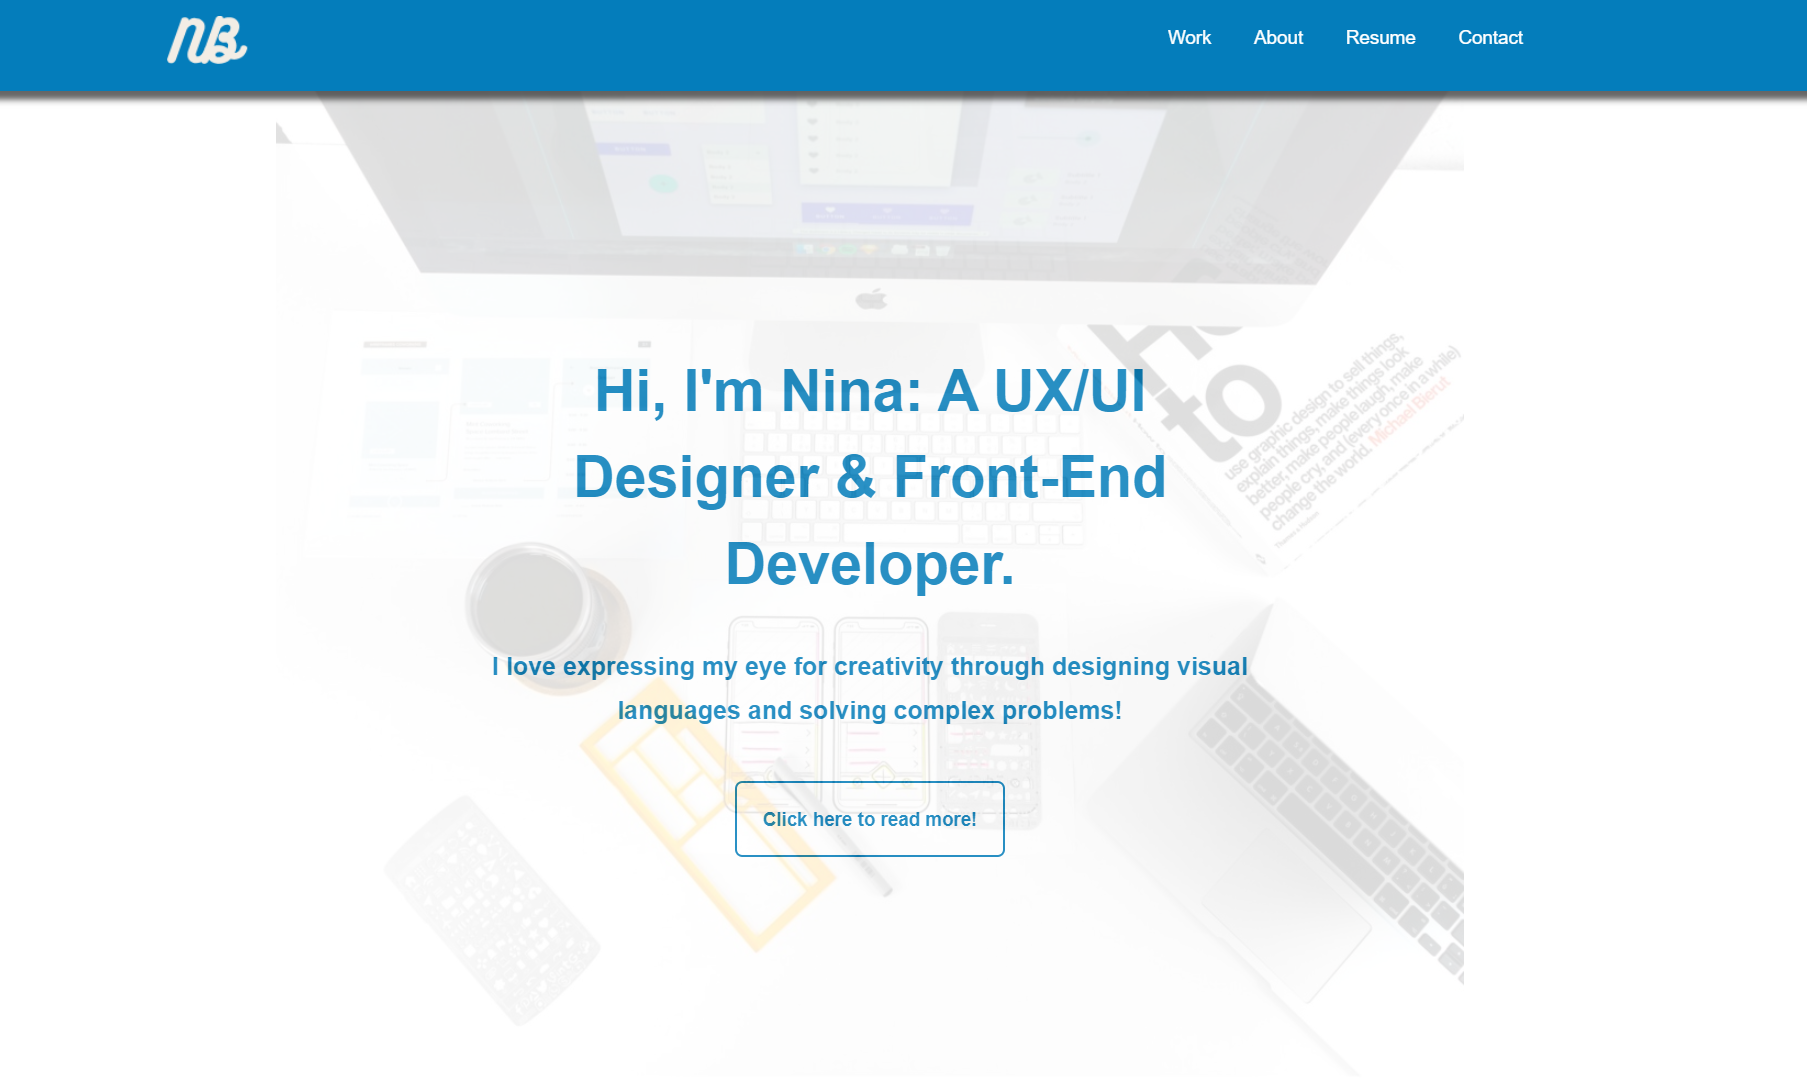 NB
Work About Resume Contact
Hi, I'm Nina: A UX/UI
Designer & Front-End
Developer.
I love expressing my eye for creativity through designing visual
languages and solving complex problems!
Click here to read more!
to
use graphic design to sell things,
explain things, make things look
better, make people laugh, make
people cry, and (every once in a while)
change the world. Michael Bierut